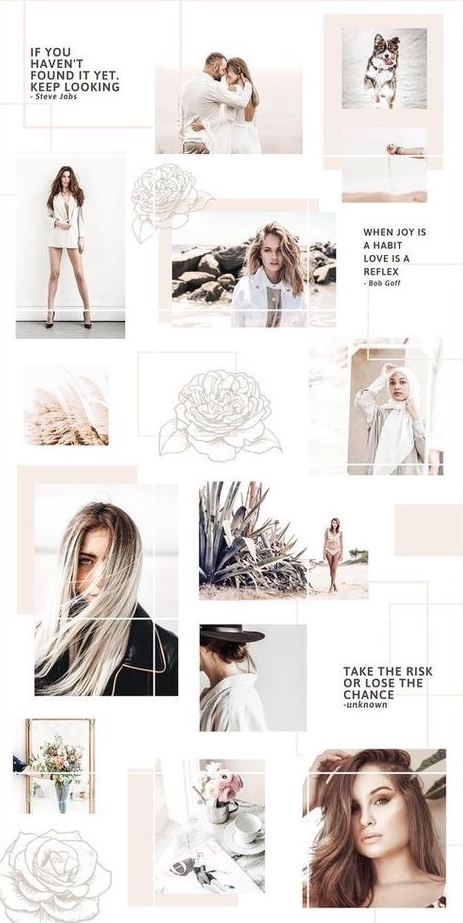 IF YOU
HAVEN'T
FOUND IT YET.
KEEP LOOKING
- Steve Jobs
WHEN JOY IS
A HABIT
LOVE IS A
REFLEX
- Bob Goff
TAKE THE RISK
OR LOSE THE
CHANCE
-unknown